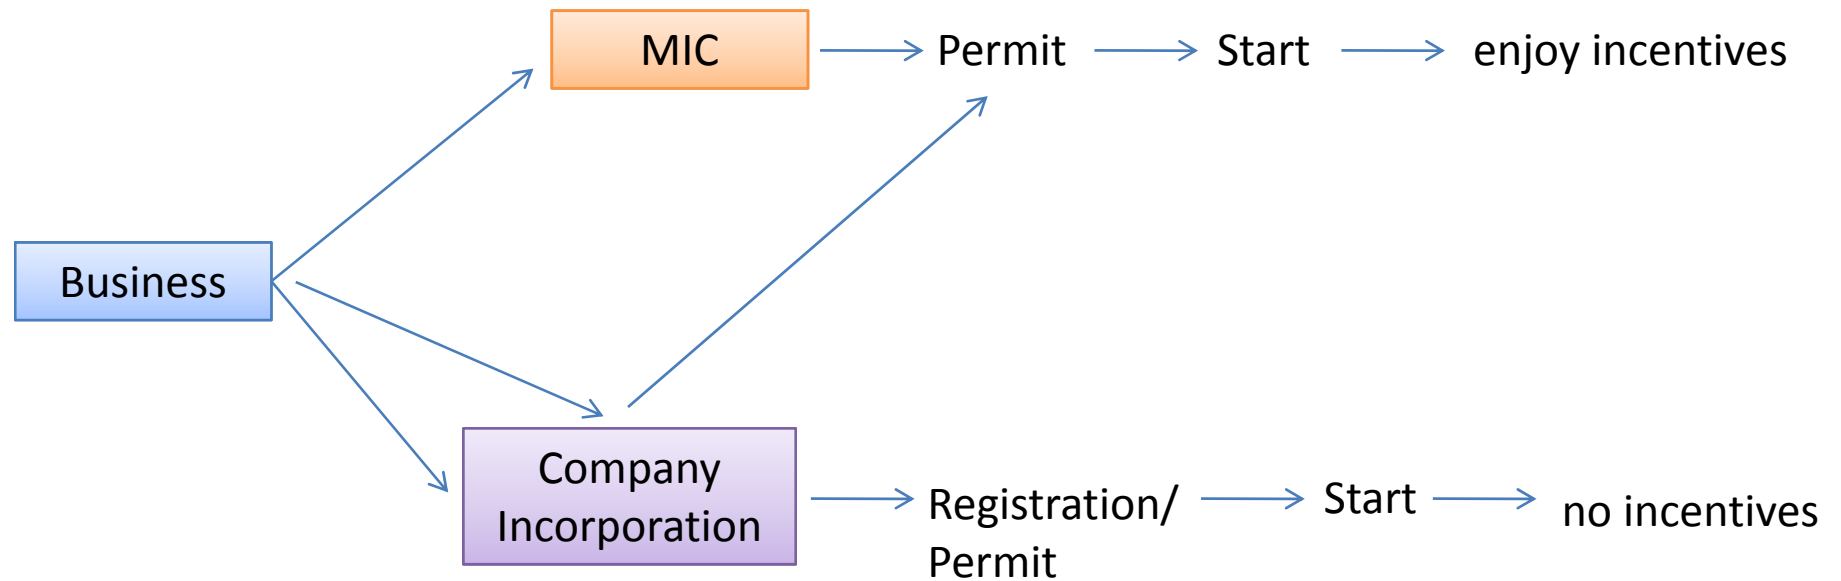 MIC
Permit
Start
enjoy incentives
Business
Company
Incorporation
Registration/
Permit
Start
no incentives